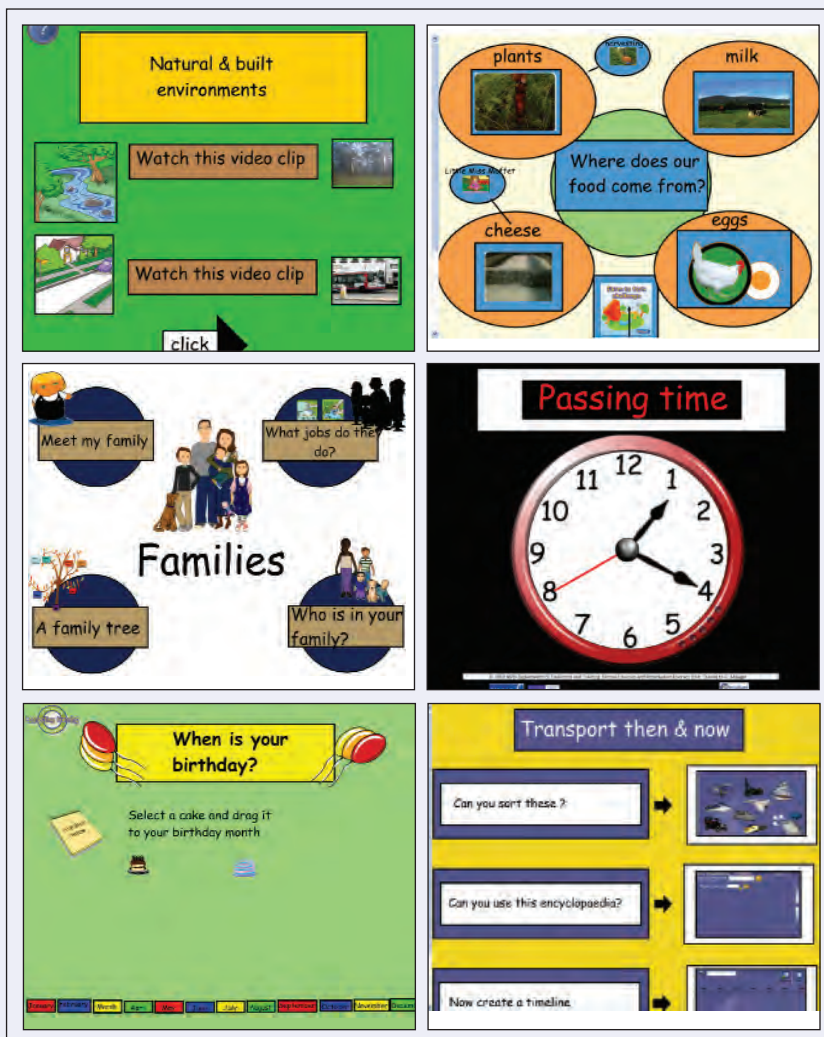 ?
Natural & built
environments
Watch this video clip
Watch this video clip
click
harvesting
plants
milk
Where does our
food come from?
Little Miss Muffet
cheese
eggs
Meet my family
What jobs do they
do?
Families
A family tree
Who is in your
family?
Passing time
12
11
1
10
2
9
3
8
4
7
5
6
When is your
birthday?
Select a cake and drag it
to your birthday month
January
February
March
April
May
June
July
August
September
October
November
Decem
Transport then & now
Can you sort these ?
Can you use this encyclopaedia?
Now create a timeline